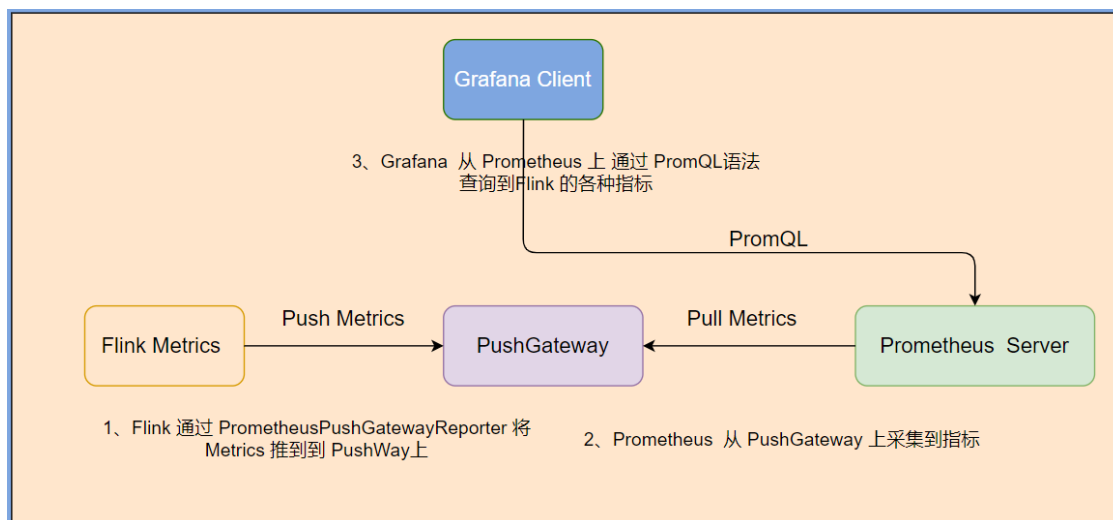 Grafana Client
3、Grafana 从 Prometheus 上 通过 PromQL语法
查询到Flink 的各种指标
PromQL
Flink Metrics
Push Metrics
PushGateway
Pull Metrics
Prometheus Server
1、Flink 通过 PrometheusPushGatewayReporter 将
Metrics 推到到 PushWay上
2、Prometheus 从 PushGateway 上采集到指标